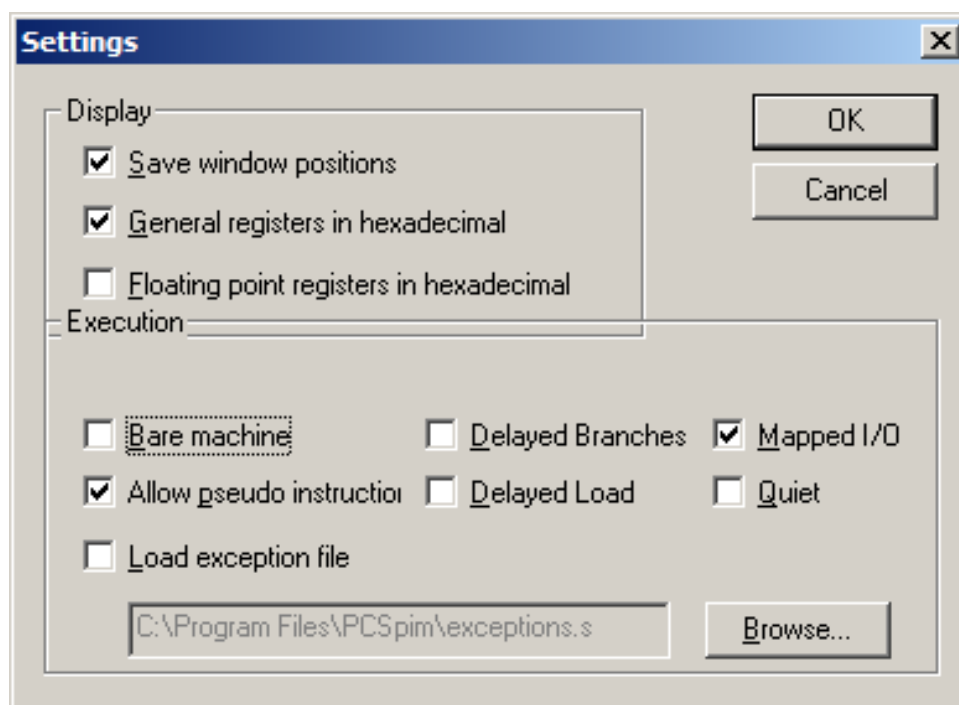 Settings
Display
OK
Save window positions
Cancel
General registers in hexadecimal
Floating point registers in hexadecimal
Execution
Bare machine
Delayed Branches
Mapped I/O
Allow pseudo instruction
Delayed Load
Quiet
Load exception file
C:\Program Files\PCSpim\exceptions.s
Browse...